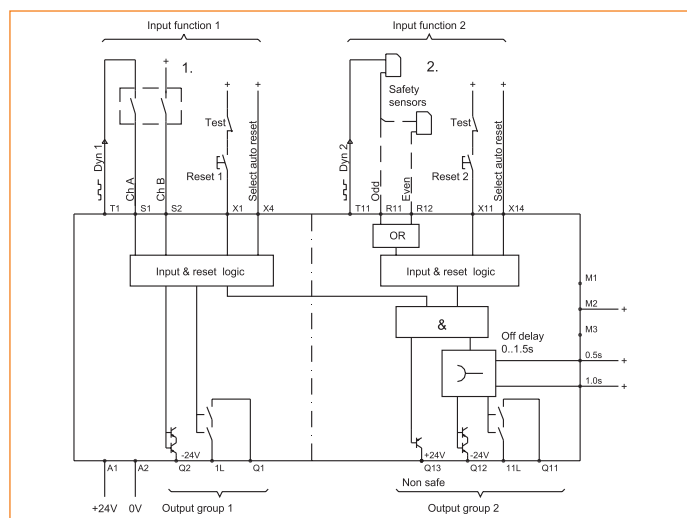 Input function 1
Input function 2
+
1.
2.
+ +
+ +
Safety
sensors
Test
Test
Dyn 1
Ch A
Ch B
Reset 1
Select auto reset
Dyn 2
Odd
Even
Reset 2
Select auto reset
T1 S1 S2 X1 X4
T11 R11 R12 X11 X14
OR
Input & reset logic
Input & reset logic
M1
M2 +
&
M3
Off delay
0..1.5s
0.5s +
1.0s +
-24V
+24V -24V
A1 A2 Q2 1L Q1
Q13 Q12 11L Q11
Non safe
+24V 0V
Output group 1
Output group 2